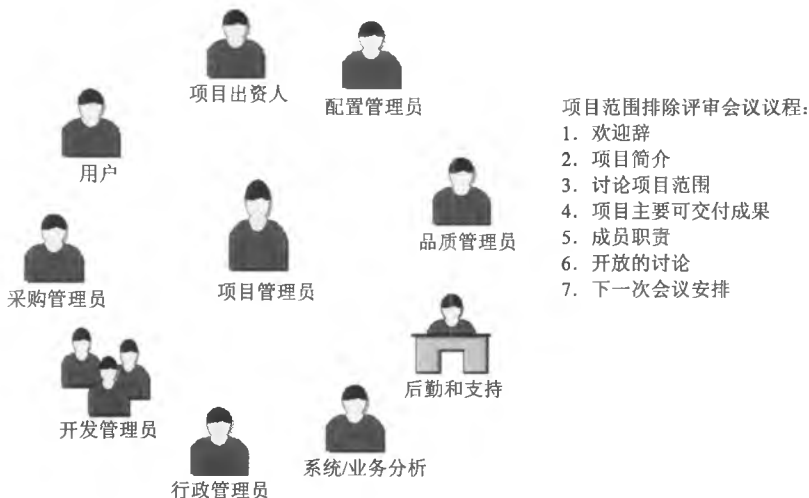 项目出资人
配置管理员
用户
品质管理员
项目管理员
采购管理员
后勤和支持
开发管理员
系统/业务分析
行政管理员
项目范围排除评审会议议程:
1. 欢迎辞
2. 项目简介
3. 讨论项目范围
4. 项目主要可交付成果
5. 成员职责
6. 开放的讨论
7. 下一次会议安排